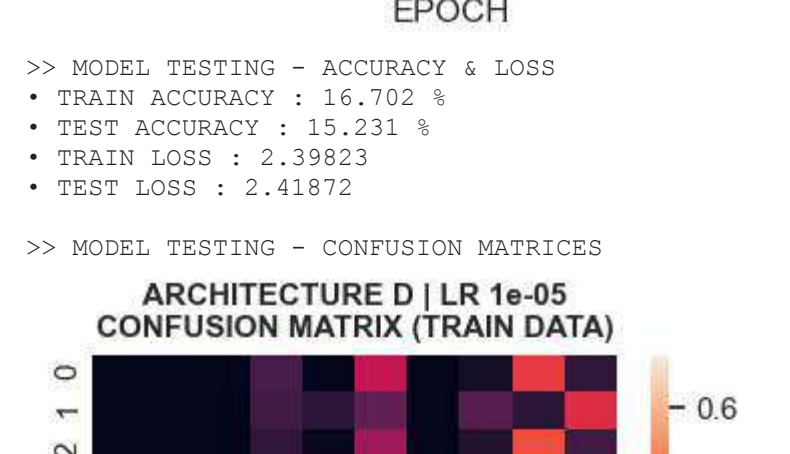 EPOCH
>> MODEL TESTING - ACCURACY & LOSS
• TRAIN ACCURACY : 16.702 %
• TEST ACCURACY : 15.231 %
• TRAIN LOSS : 2.39823
• TEST LOSS : 2.41872
>> MODEL TESTING - CONFUSION MATRICES
ARCHITECTURE D | LR 1e-05
CONFUSION MATRIX (TRAIN DATA)
0
1
0.6
2